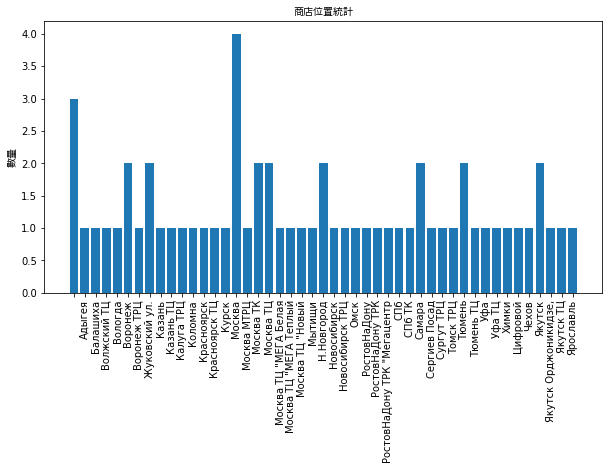 商店位置統計
數量
4.0
3.5
3.0
2.5
2.0
1.5
1.0
0.5
0.0
Адыгея
Балашиха
Волжский ТЦ
Вологда
Воронеж
Воронеж ТРЦ
Жуковский ул.
Казань
Казань ТЦ
Калуга ТРЦ
Коломна
Красноярск
Красноярск ТЦ
Курск
Москва
Москва МТРЦ
Москва ТК
Москва ТЦ
Москва ТЦ "МЕГА Белая
Москва ТЦ "МЕГА Теплый
Москва ТЦ "Новый
Мытищи
Н.Новгород
Новосибирск
Новосибирск ТРЦ
Омск
РостовНаДону
РостовНаДону ТРК
РостовНаДону ТРК "Мегацентр
СПб
СПб ТК
Самара
Сергиев Посад
Сургут ТРЦ
Томск ТРЦ
Тюмень
Тюмень ТЦ
Уфа
Уфа ТЦ
Химки
Цифровой
Чехов
Якутск
Якутск Орджоникидзе,
Якутск ТЦ
Ярославль